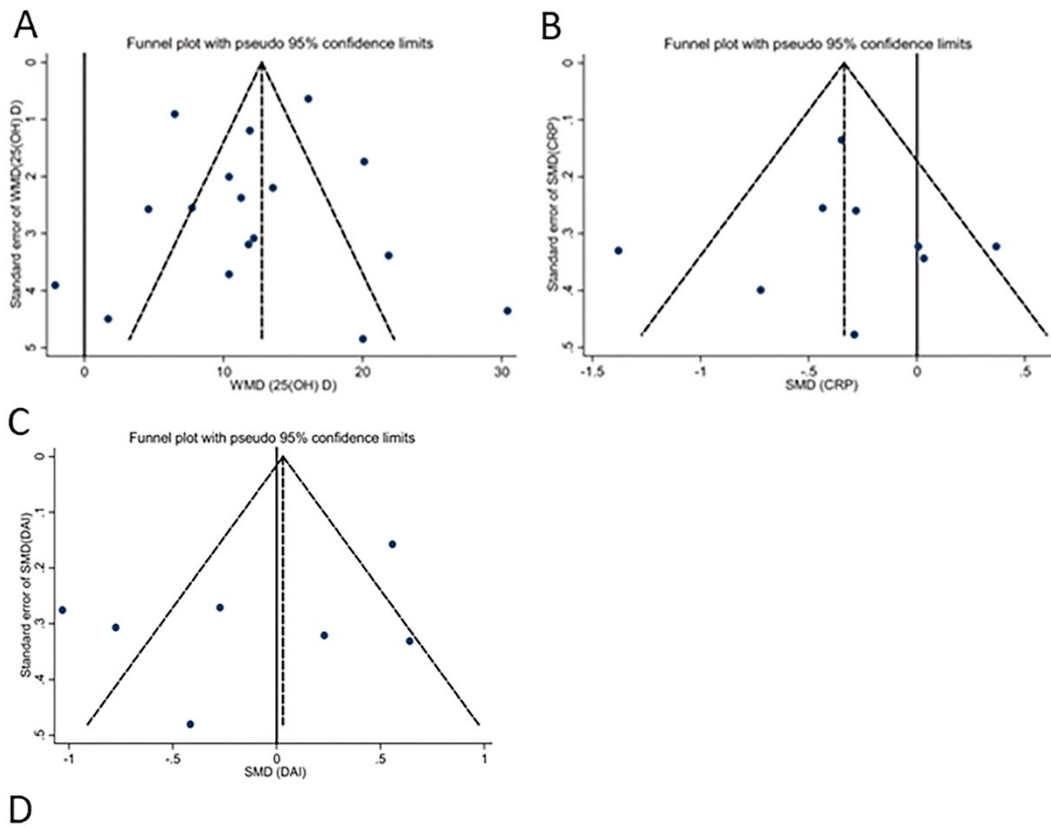 A
Funnel plot with pseudo 95% confidence limits
Standard error of WMD(25(OH) D)
0
1
2
3
4
5
0 10 20 30
WMD (25(OH) D)
B
Funnel plot with pseudo 95% confidence limits
Standard error of SMD(CRP)
0
.1
.2
.3
.4
.5
-1.5 -1 -.5 0 .5
SMD (CRP)
C
Funnel plot with pseudo 95% confidence limits
Standard error of SMD(DAI)
0
.1
.2
.3
.4
.5
-1 -.5 0 .5 1
SMD (DAI)
D